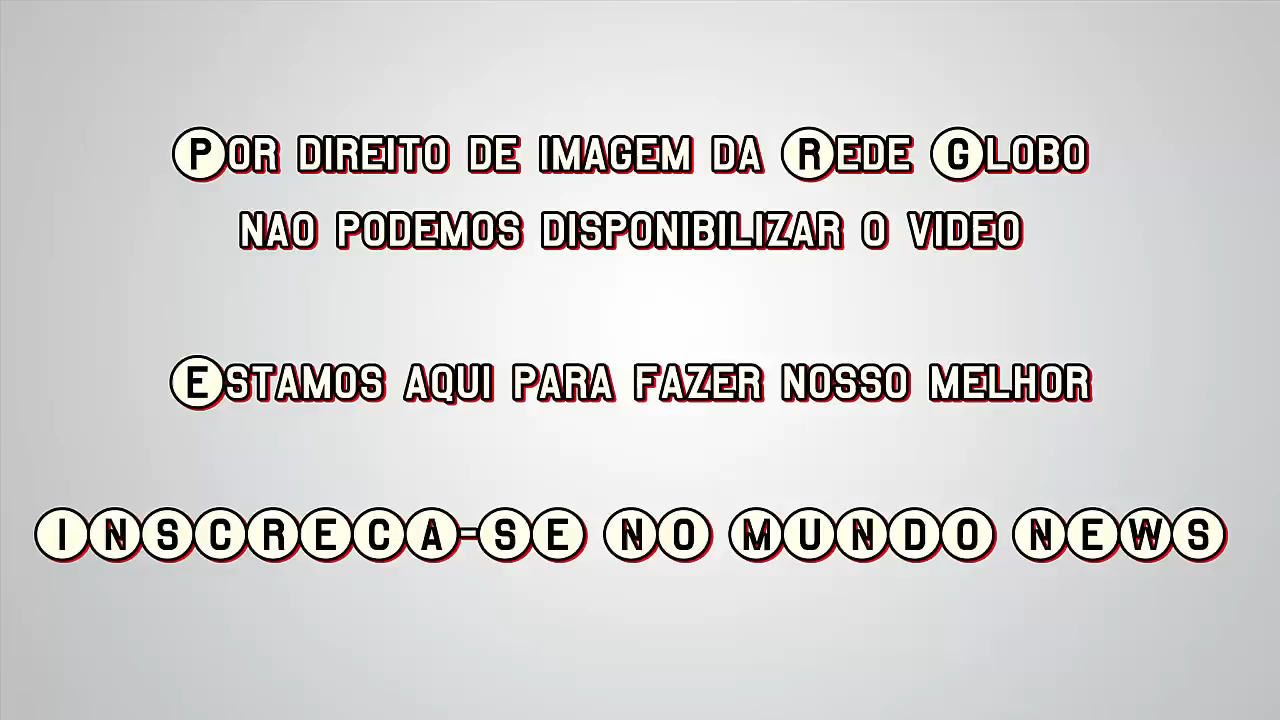 Por direito de imagem da Rede Globo
nao podemos disponibilizar o video
Estamos aqui para fazer nosso melhor
INSCRECA-SE NO MUNDO NEWS